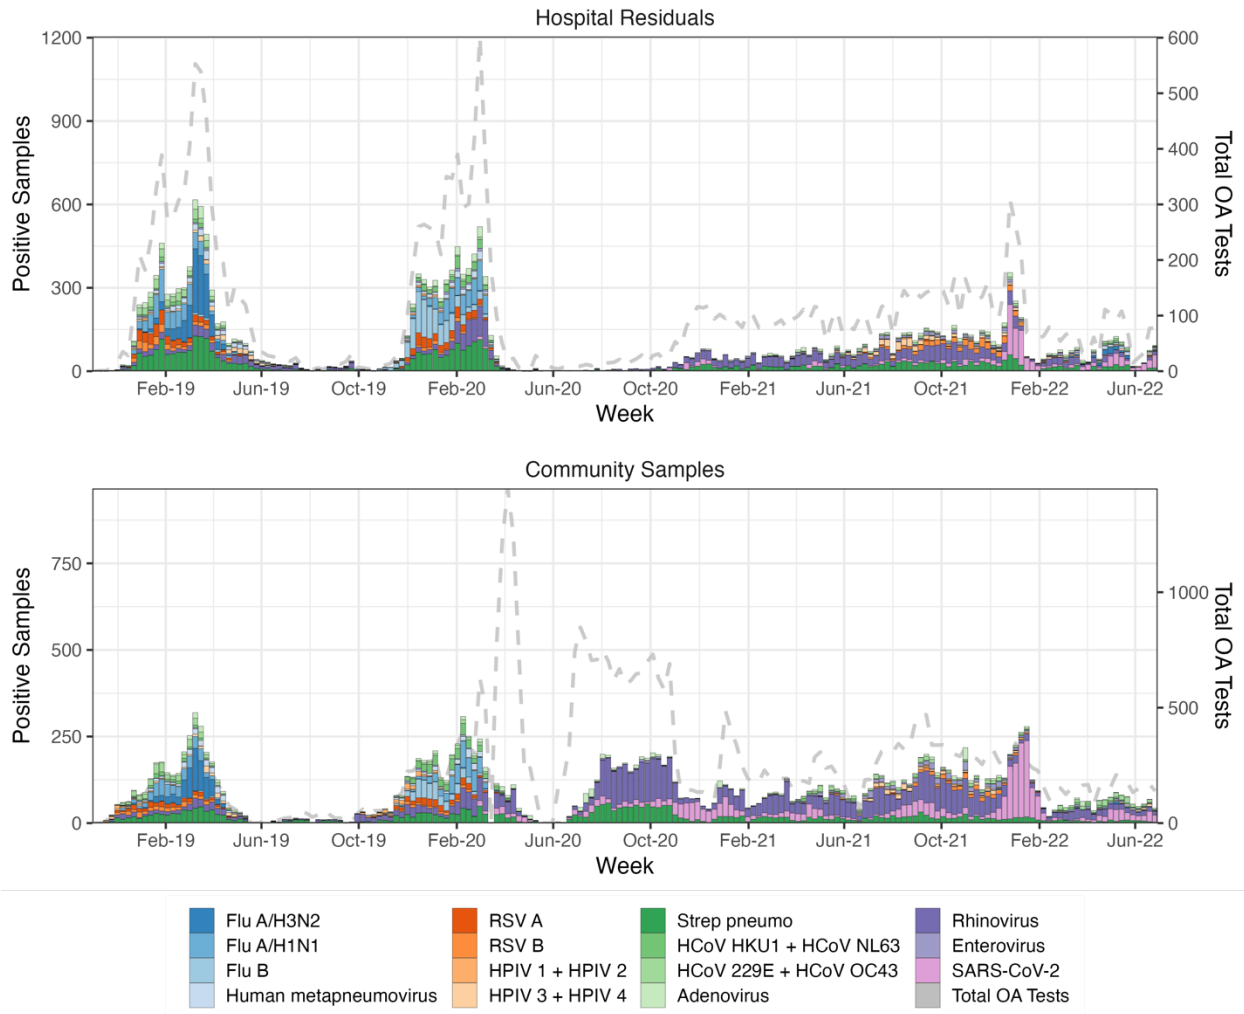 Hospital Residuals
1200
900
600
300
0
Positive Samples
600
500
400
300
200
100
0
Total OA Tests
Feb-19 Jun-19 Oct-19 Feb-20 Jun-20 Oct-20 Feb-21 Jun-21 Oct-21 Feb-22 Jun-22
Week
Community Samples
750
500
250
0
Positive Samples
1000
500
0
Total OA Tests
Feb-19 Jun-19 Oct-19 Feb-20 Jun-20 Oct-20 Feb-21 Jun-21 Oct-21 Feb-22 Jun-22
Week
Flu A/H3N2
Flu A/H1N1
Flu B
Human metapneumovirus
RSV A
RSV B
HPIV 1 + HPIV 2
HPIV 3 + HPIV 4
Strep pneumo
HCoV HKU1 + HCoV NL63
HCoV 229E + HCoV OC43
Adenovirus
Rhinovirus
Enterovirus
SARS-CoV-2
Total OA Tests